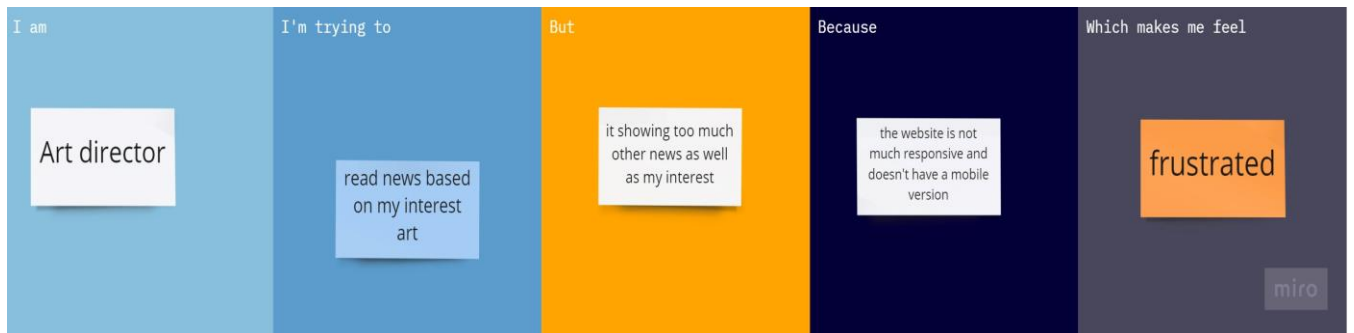 I am
Art director
I'm trying to
read news based
on my interest
art
But
it showing too much
other news as well
as my interest
Because
the website is not
much responsive and
doesn't have a mobile
version
Which makes me feel
frustrated
miro